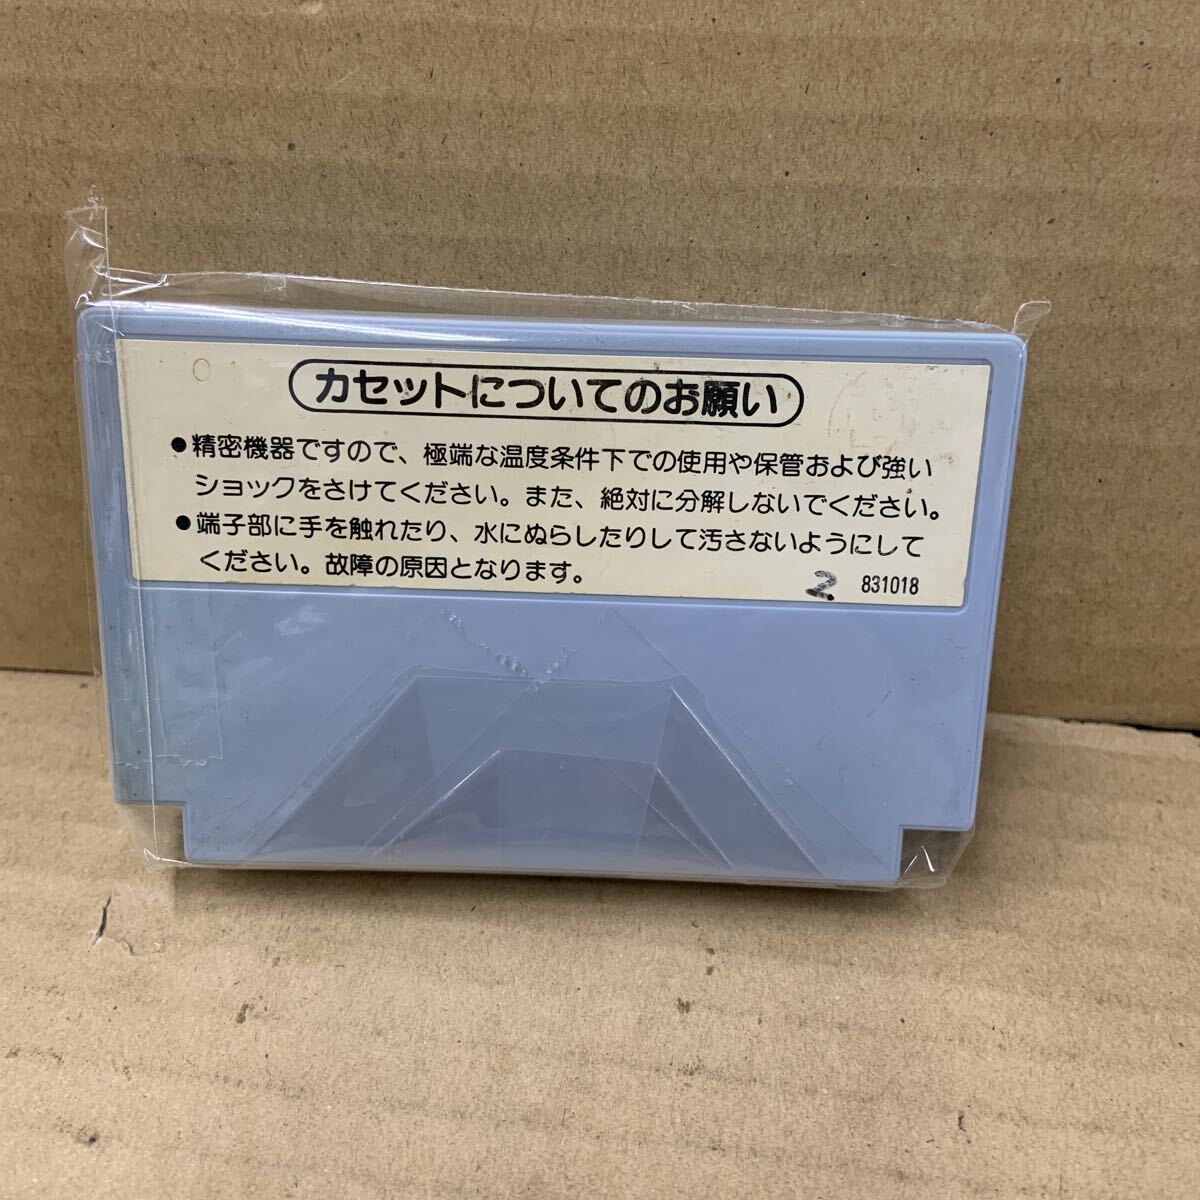 カセットについてのお願い
●精密機器ですので、極端な温度条件下での使用や保管および強い
ショックをさけてください。また、絶対に分解しないでください。
●端子部に手を触れたり、水にぬらしたりして汚さないようにして
ください。故障の原因となります。
2 831018